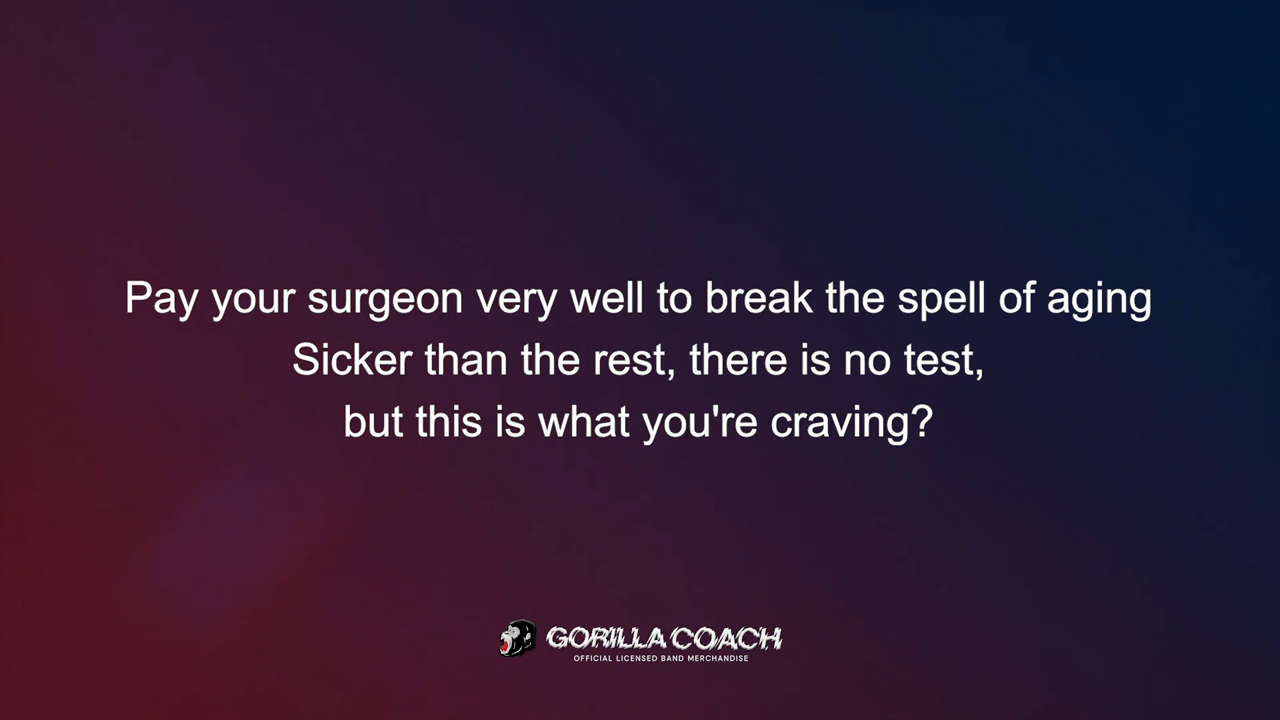 Pay your surgeon very well to break the spell of aging
Sicker than the rest, there is no test,
but this is what you're craving?
GORILLA COACH
OFFICIAL LICENSED BAND MERCHANDISE